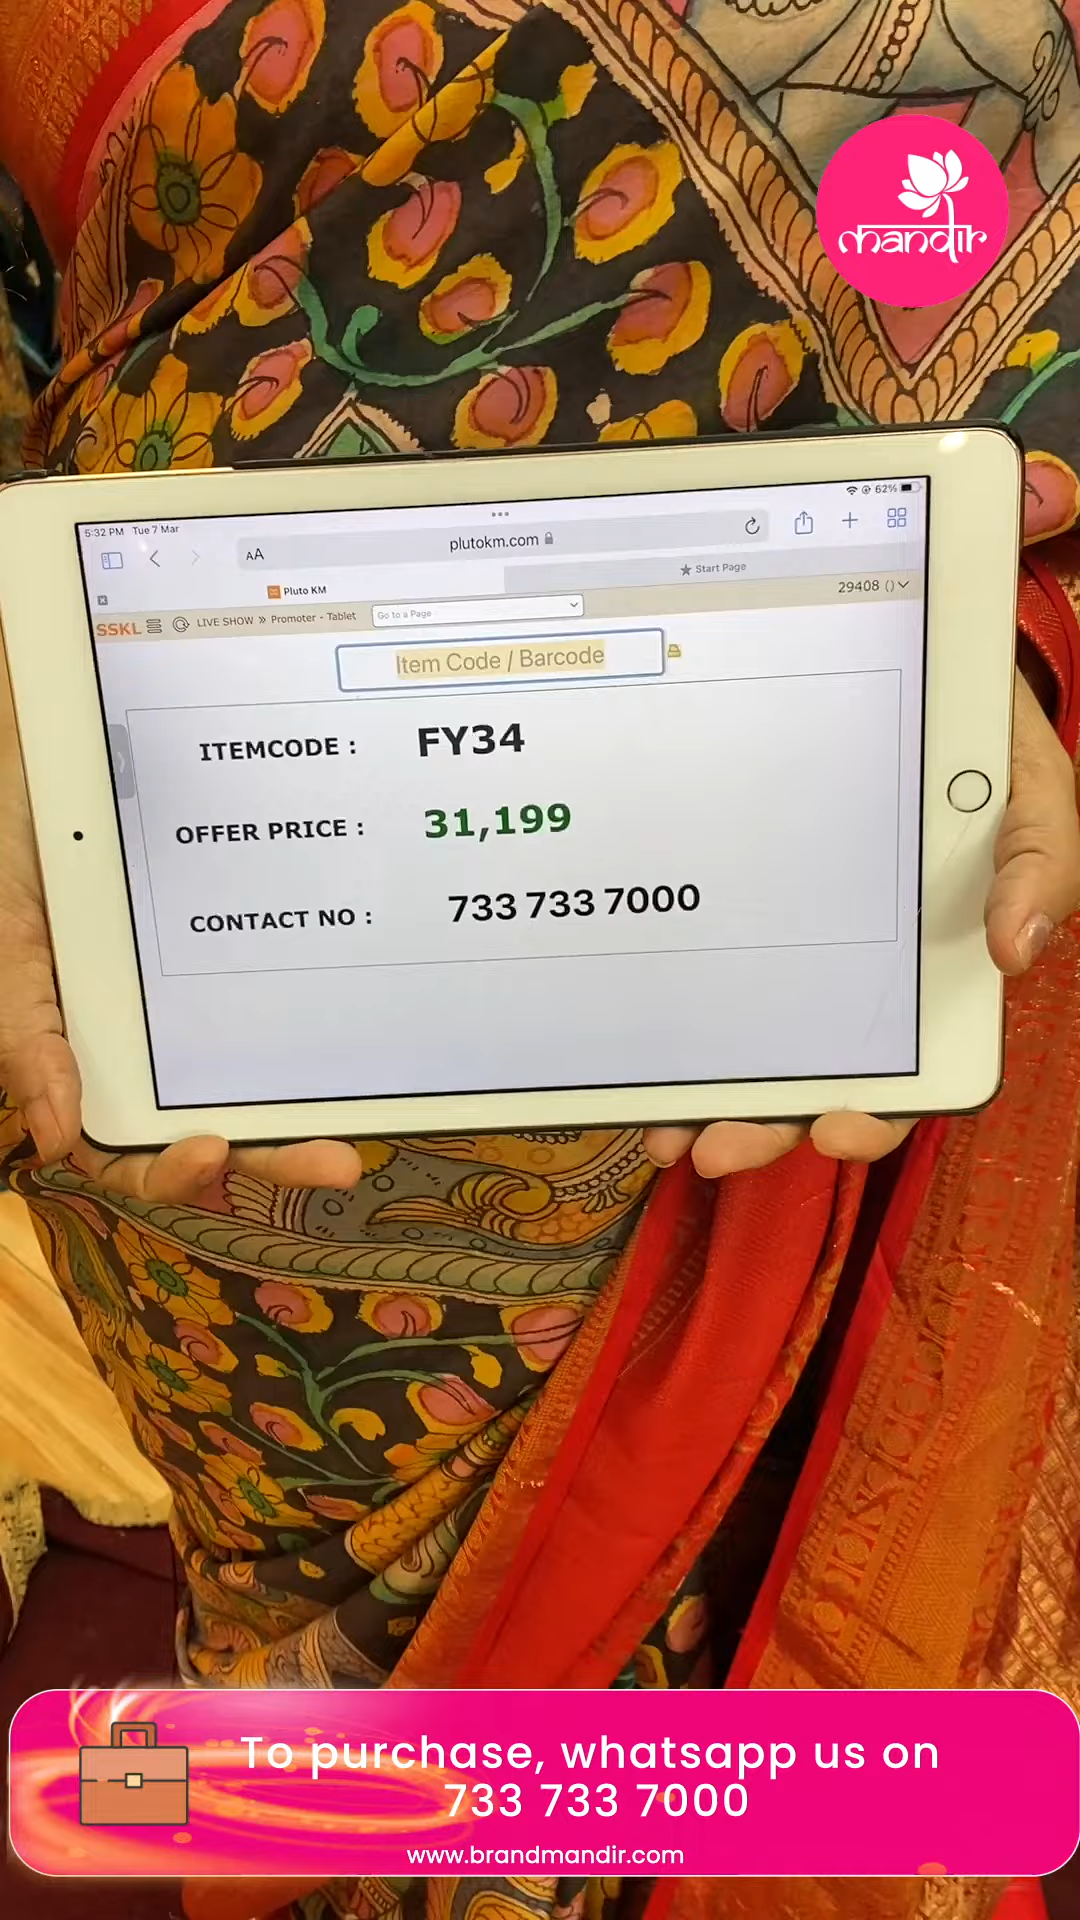 mandir
5:32 PM Tue 7 Mar
62%
AA
plutokm.com
Pluto KM
Start Page
SSKL
LIVE SHOW » Promoter - Tablet
Go to a Page
29408 ()
Item Code / Barcode
ITEMCODE : FY34
OFFER PRICE : 31,199
CONTACT NO : 733 733 7000
To purchase, whatsapp us on
733 733 7000
www.brandmandir.com